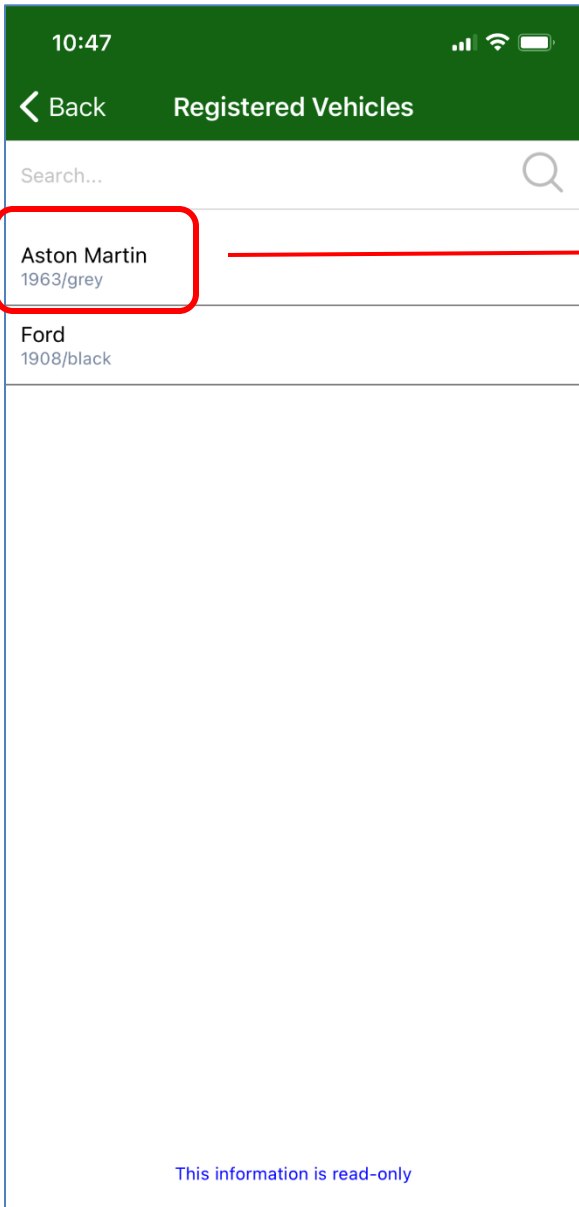 10:47
Back Registered Vehicles
Search...
Aston Martin
1963/grey
Ford
1908/black
This information is read-only